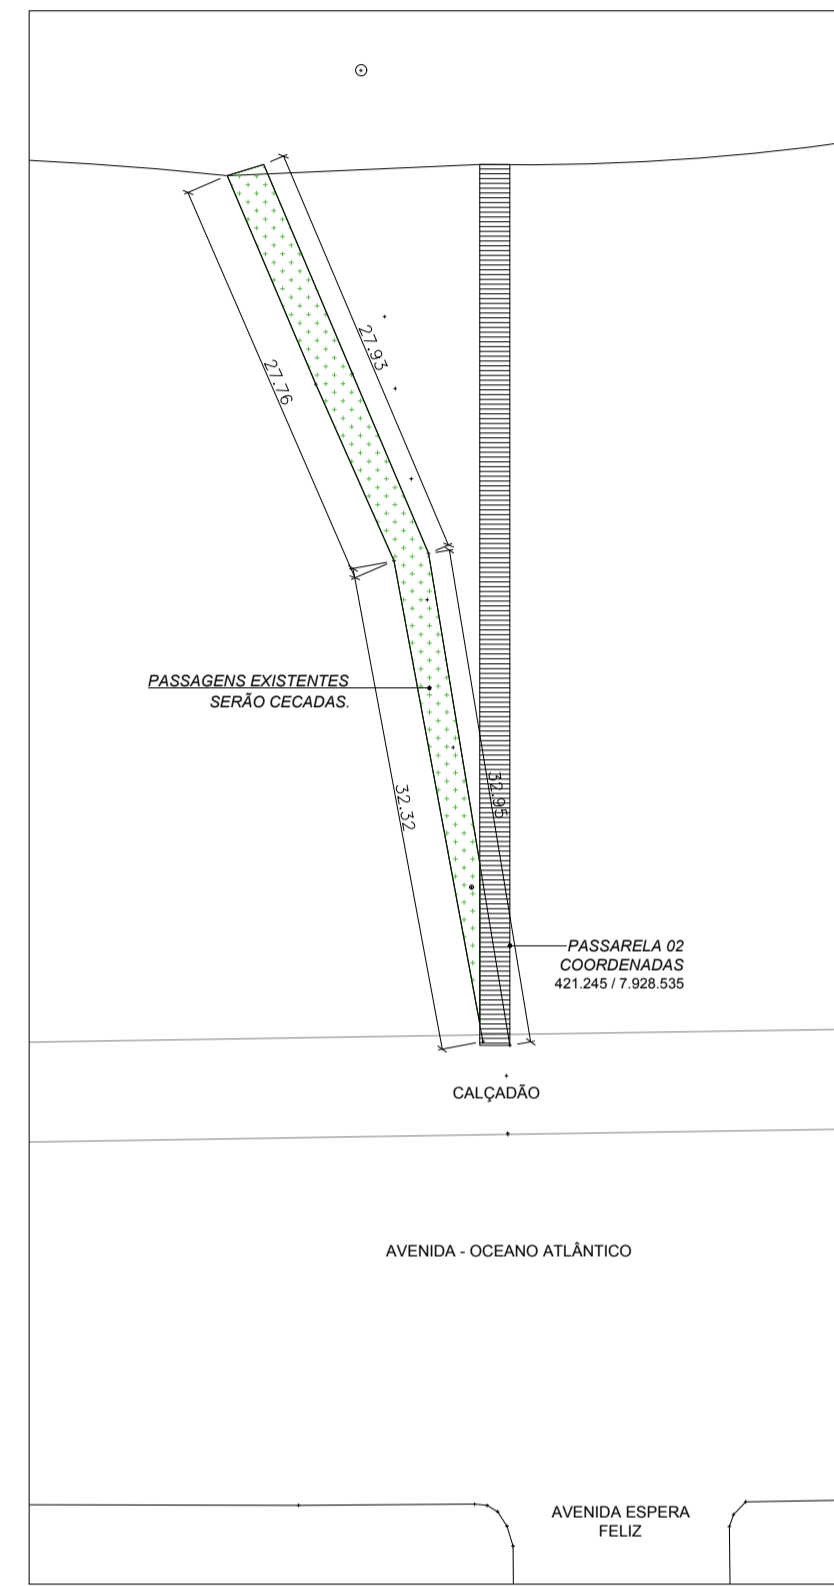 27.93
27.76
PASSAGENS EXISTENTES
SERÃO CECADAS.
32.32
32.95
PASSARELA 02
COORDENADAS
421.245 / 7.928.535
CALÇADÃO
AVENIDA - OCEANO ATLÂNTICO
AVENIDA ESPERA
FELIZ